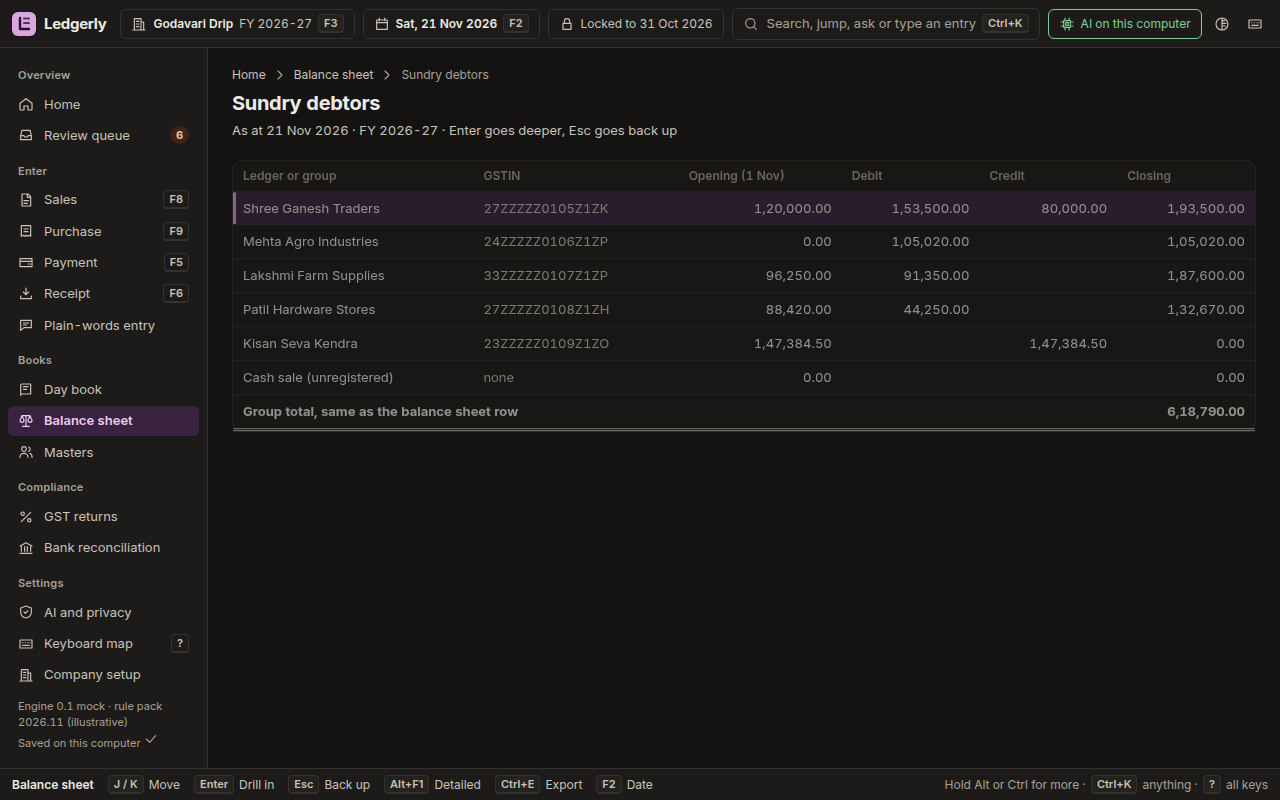 Ledgerly
Godavari Drip FY 2026-27 F3
Sat, 21 Nov 2026 F2
Locked to 31 Oct 2026
Search, jump, ask or type an entry Ctrl+K
AI on this computer
Overview
Home
Review queue 6
Enter
Sales F8
Purchase F9
Payment F5
Receipt F6
Plain-words entry
Books
Day book
Balance sheet
Masters
Compliance
GST returns
Bank reconciliation
Settings
AI and privacy
Keyboard map ?
Company setup
Engine 0.1 mock · rule pack
2026.11 (illustrative)
Saved on this computer
Home > Balance sheet > Sundry debtors
Sundry debtors
As at 21 Nov 2026 · FY 2026-27 · Enter goes deeper, Esc goes back up
Ledger or group GSTIN Opening (1 Nov) Debit Credit Closing
Shree Ganesh Traders 27ZZZZZ0105Z1ZK 1,20,000.00 1,53,500.00 80,000.00 1,93,500.00
Mehta Agro Industries 24ZZZZZ0106Z1ZP 0.00 1,05,020.00 1,05,020.00
Lakshmi Farm Supplies 33ZZZZZ0107Z1ZP 96,250.00 91,350.00 1,87,600.00
Patil Hardware Stores 27ZZZZZ0108Z1ZH 88,420.00 44,250.00 1,32,670.00
Kisan Seva Kendra 23ZZZZZ0109Z1ZO 1,47,384.50 1,47,384.50 0.00
Cash sale (unregistered) none 0.00 0.00
Group total, same as the balance sheet row 6,18,790.00
Balance sheet J / K Move Enter Drill in Esc Back up Alt+F1 Detailed Ctrl+E Export F2 Date
Hold Alt or Ctrl for more · Ctrl+K anything · ? all keys